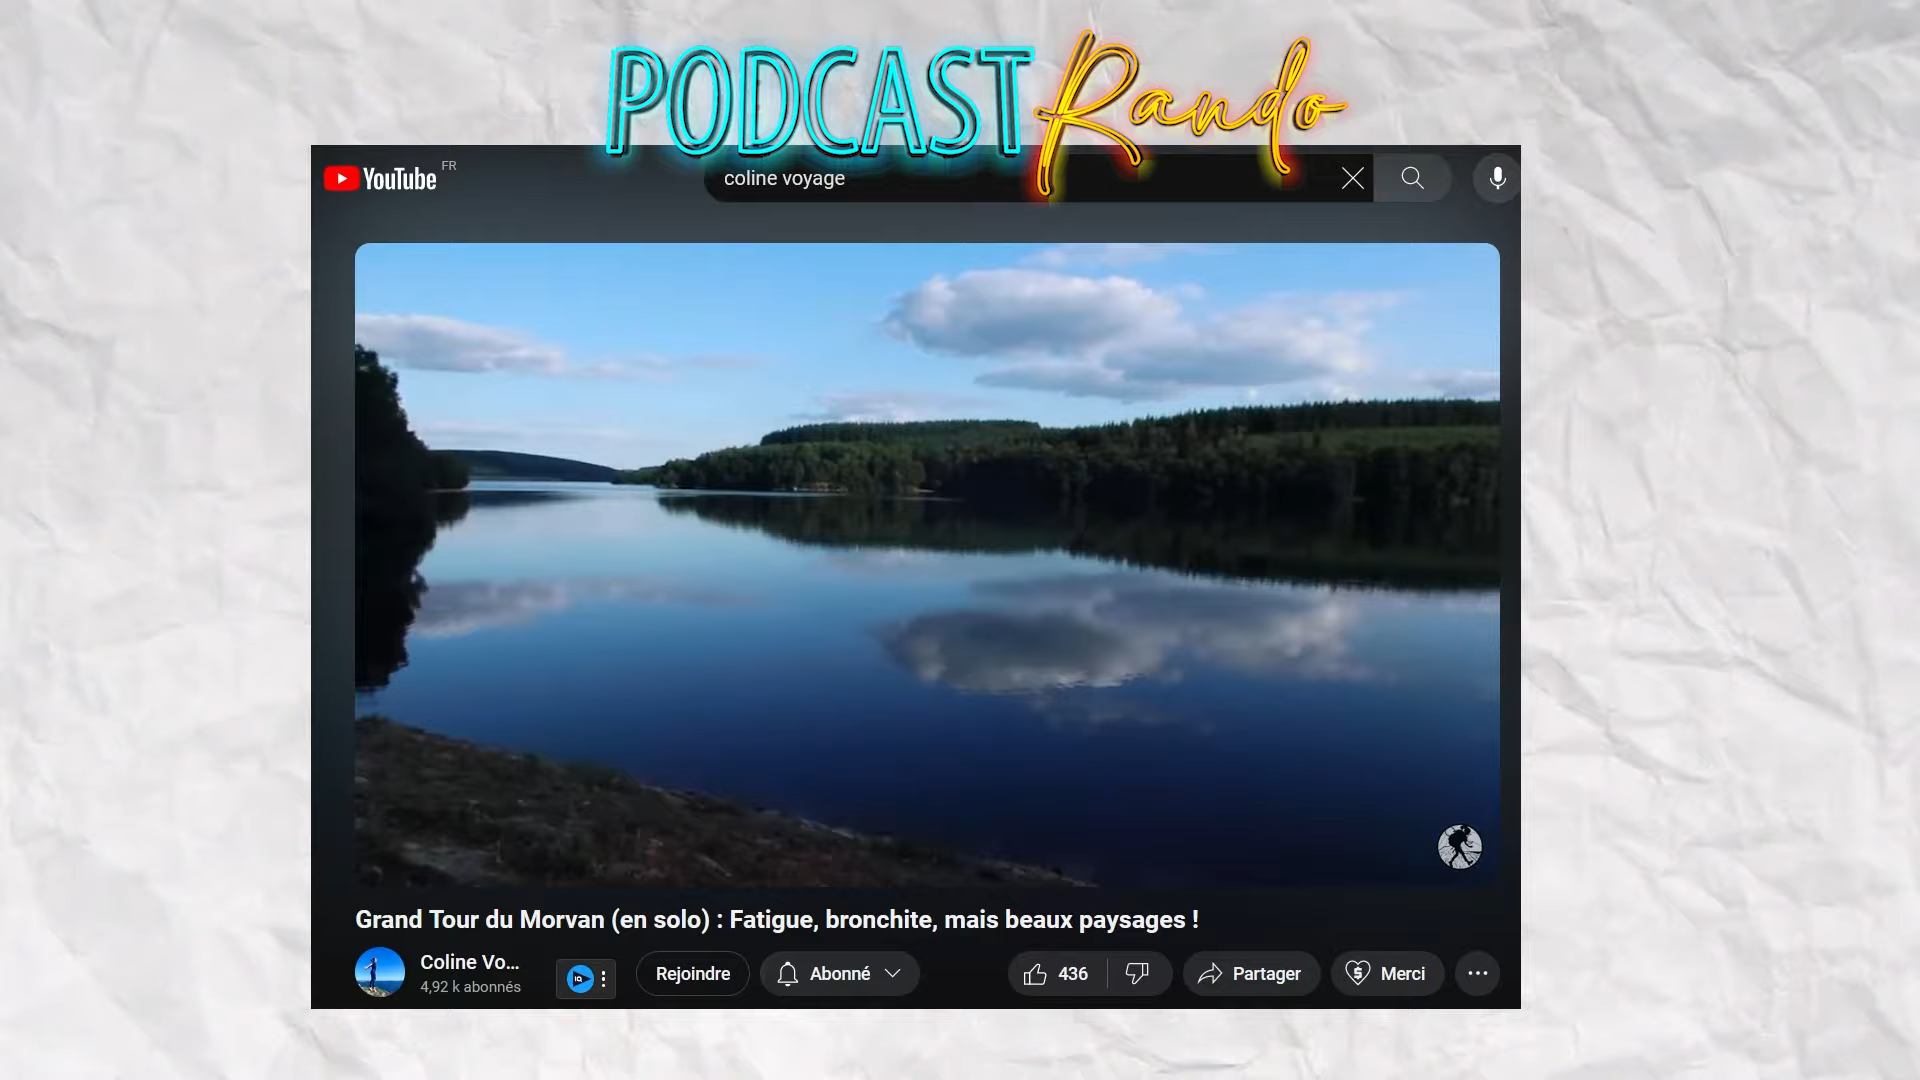 PODCAST Rando
YouTube FR
coline voyage
Grand Tour du Morvan (en solo) : Fatigue, bronchite, mais beaux paysages !
Coline Vo...
4,92 k abonnés
IQ
Rejoindre
Abonné
436
Partager
Merci